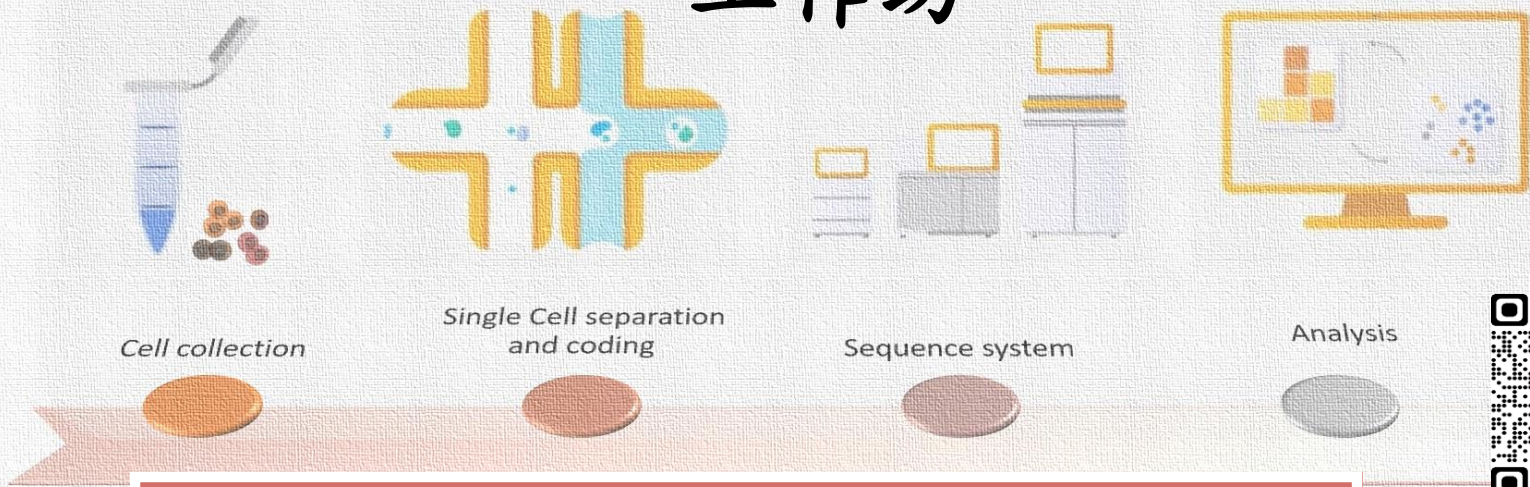 Cell collection
Single Cell separation
and coding
Sequence system
Analysis